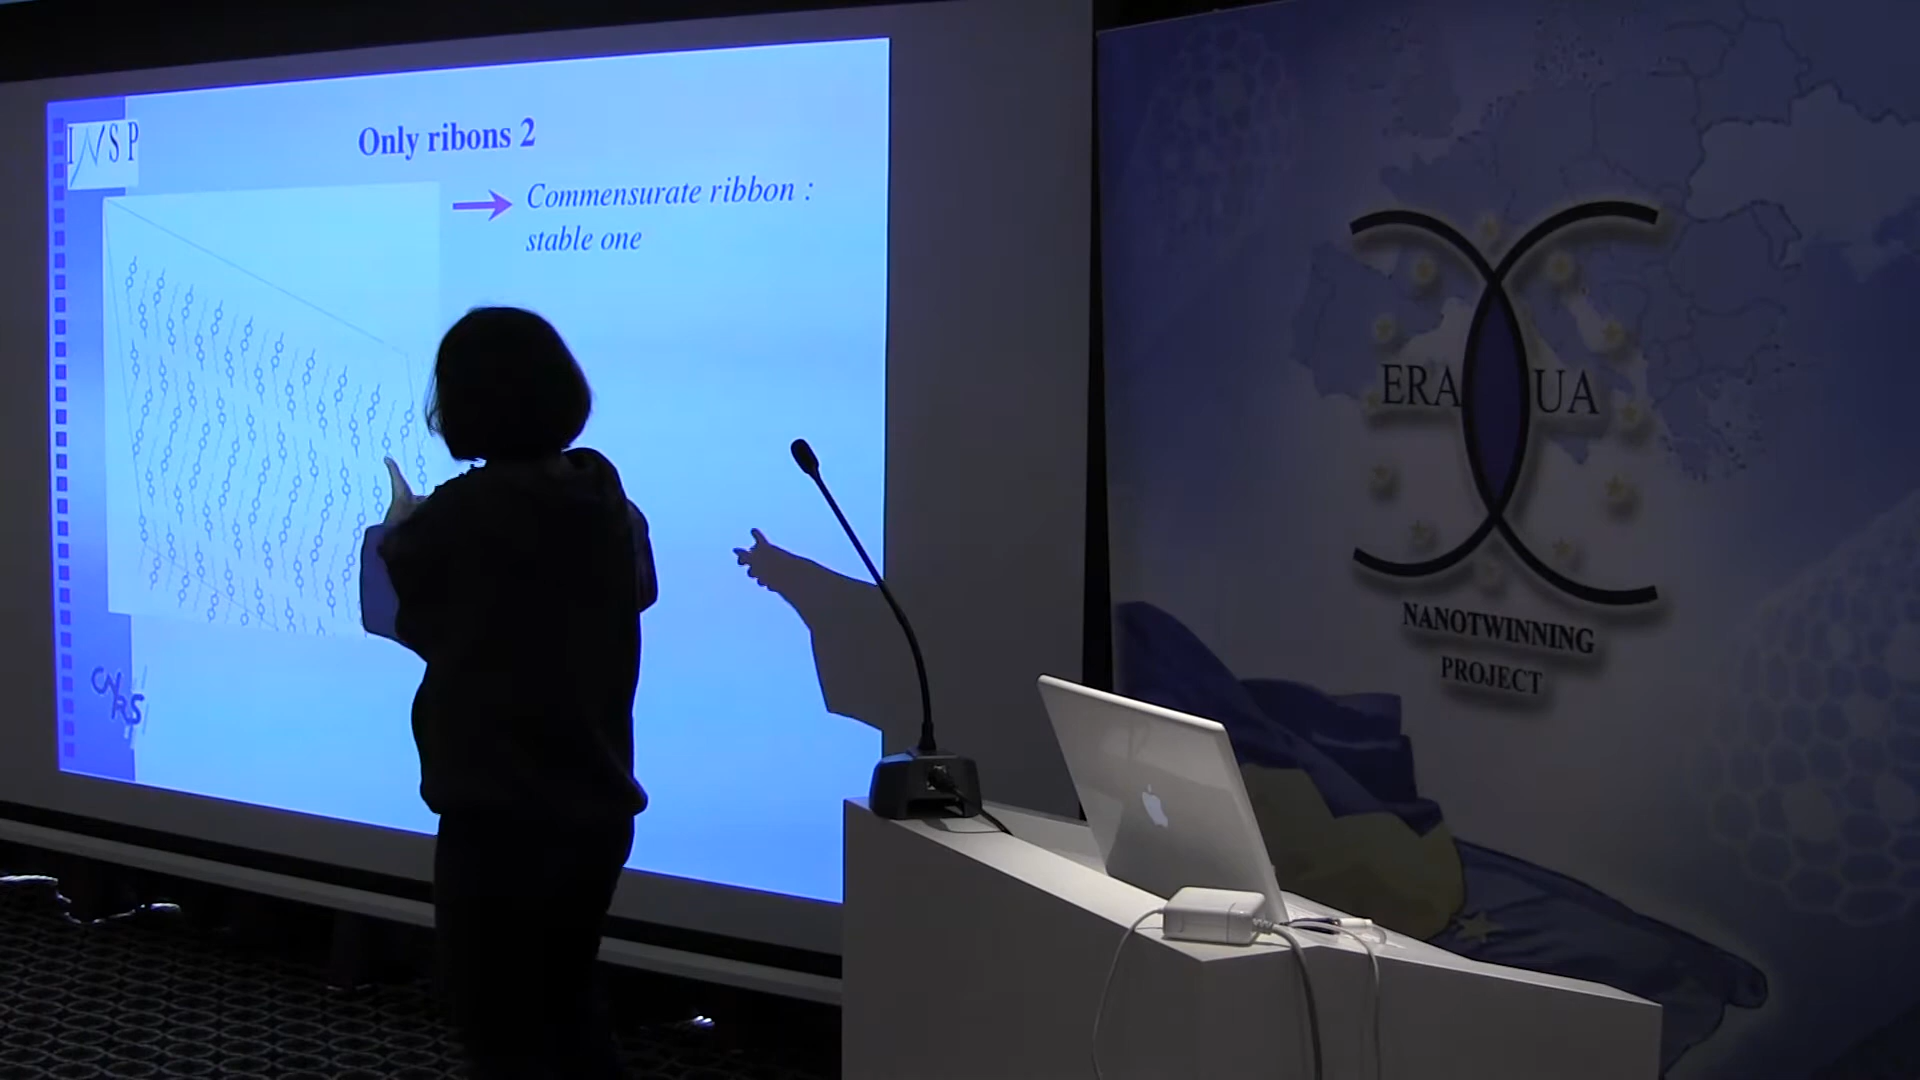 INSP
Only ribons 2
Commensurate ribbon :
stable one
CNRS
ERA UA
NANOTWINNING
PROJECT